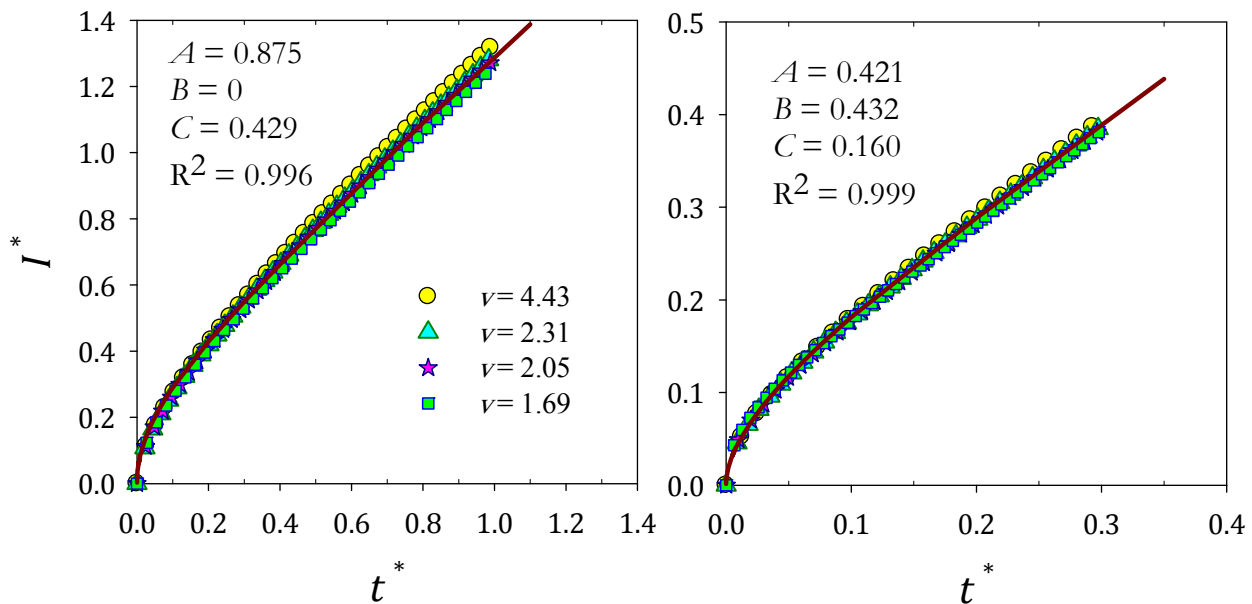 1.4
1.2
1.0
0.8
0.6
0.4
0.2
0.0
I*
A = 0.875
B = 0
C = 0.429
R² = 0.996
v = 4.43
v = 2.31
v = 2.05
v = 1.69
0.0 0.2 0.4 0.6 0.8 1.0 1.2 1.4
t*
0.5
0.4
0.3
0.2
0.1
0.0
A = 0.421
B = 0.432
C = 0.160
R² = 0.999
0.0 0.1 0.2 0.3 0.4
t*